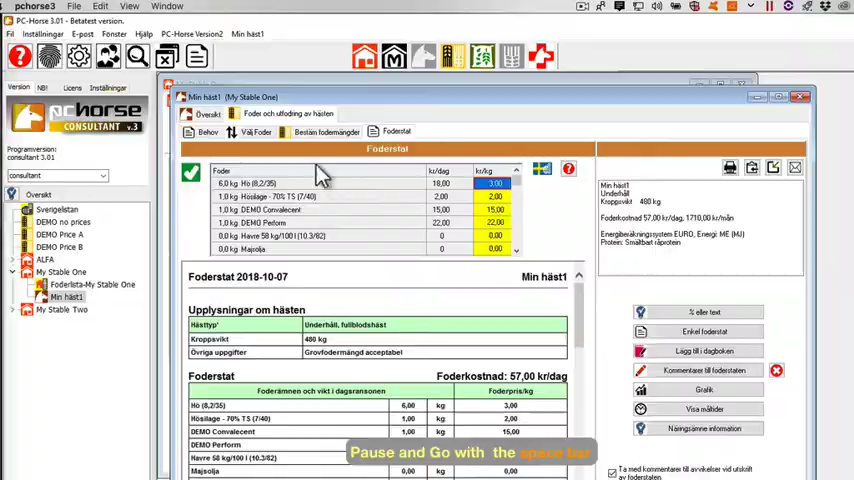 pchorse3 File Edit View Window
PC-Horse 3.01 - Betatest version!
Fil Inställningar E-post Fönster Hjälp PC-Horse Version2 Min häst1
Version NB! Licens Inställningar
pchorse
CONSULTANT v.3
Programversion:
consultant 3.01
consultant
Översikt
Sverigelistan
DEMO no prices
DEMO Price A
DEMO Price B
ALFA
My Stable One
Foderlista-My Stable One
Min häst1
My Stable Two
Min häst1 (My Stable One)
Översikt Foder och utfodring av hästen
Behov Välj Foder Bestäm fodermängder Foderstat
Foderstat
Foder kr/dag kr/kg
6,0 kg Hö (8,2/35) 18,00 3,00
1,0 kg Hösilage - 70% TS (7/40) 2,00 2,00
1,0 kg DEMO Convalecent 15,00 15,00
1,0 kg DEMO Perform 22,00 22,00
0,0 kg Havre 58 kg/100 l (10.3/82) 0 0,00
0,0 kg Majrolja 0 0,00
Foderstat 2018-10-07 Min häst1
Upplysningar om hästen
Hästtyp' Underhåll, fullblodshäst
Kroppsvikt 480 kg
Övriga uppgifter Grovfodermängd acceptabel
Foderstat Foderkostnad: 57,00 kr/dag
Foderämnen och vikt i dagsransonen Foderpris/kg
Hö (8,2/35) 6,00 kg 3,00
Hösilage - 70% TS (7/40) 1,00 kg 2,00
DEMO Convalecent 1,00 kg 15,00
DEMO Perform
Havre 58 kg/100 l (10.3/82) 0,00 kg 0,00
Majsolja 0,00 kg 0,00
Min häst1
Underhåll
Kroppsvikt 480 kg
Foderkostnad 57,00 kr/dag, 1710,00 kr/mån
Energiberäkningssystem EURO, Energi: ME (MJ)
Protein: Smältbart råprotein
% eller text
Enkel foderstat
Lägg till i dagboken
Kommentarer till foderstaten
Grafik
Visa måltider
Näringsämne information
Ta med kommentarer till avvikelser vid utskrift
av foderstaten.
Pause and Go with the space bar